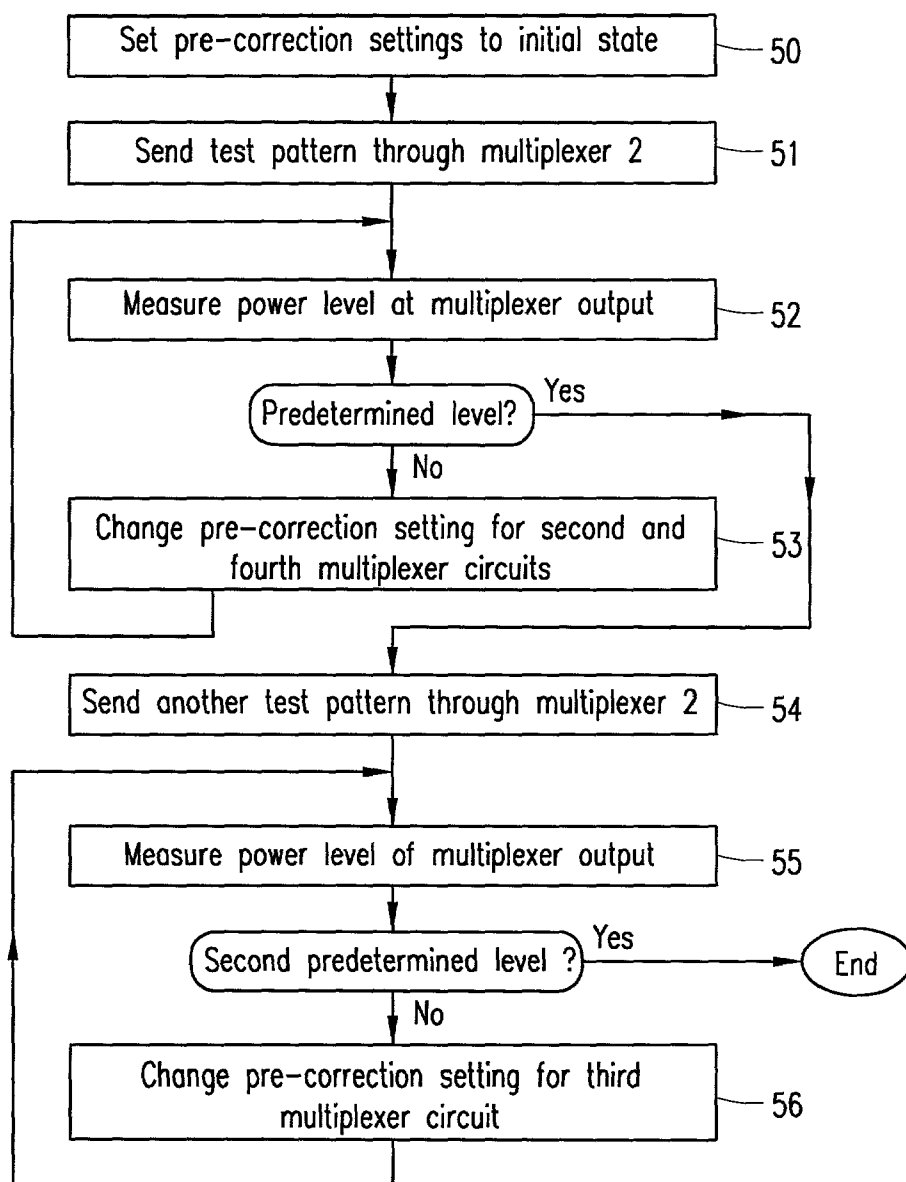 Set pre-correction settings to initial state
50
Send test pattern through multiplexer 2
51
Measure power level at multiplexer output
52
Predetermined level?
Yes
No
Change pre-correction setting for second and
fourth multiplexer circuits
53
Send another test pattern through multiplexer 2
54
Measure power level of multiplexer output
55
Second predetermined level ?
Yes
End
No
Change pre-correction setting for third
multiplexer circuit
56